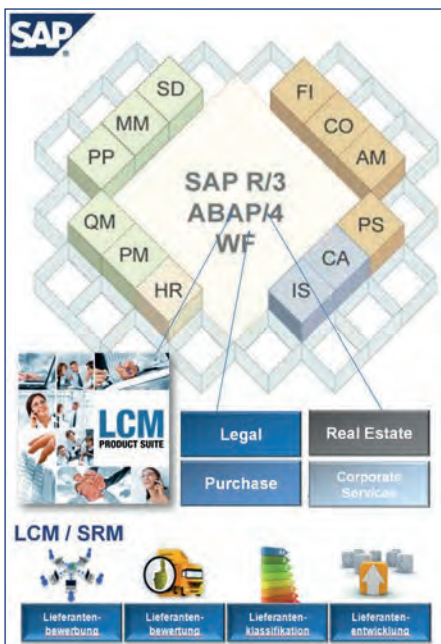 SAP
SD
MM
PP
FI
CO
AM
SAP R/3
ABAP/4
WF
QM
PM
HR
PS
CA
IS
LCM
PRODUCT SUITE
Legal
Real Estate
Purchase
Corporate
Services
LCM / SRM
Lieferanten-
bewerbung
Lieferanten-
bewertung
Lieferanten-
klassifikation
Lieferanten-
entwicklung